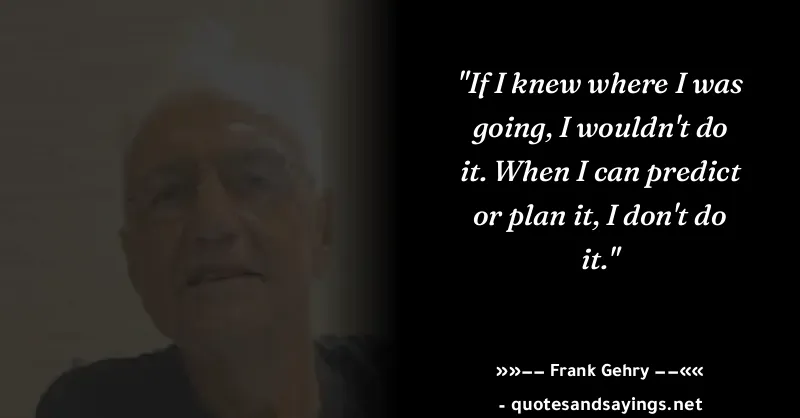 "If I knew where I was
going, I wouldn't do
it. When I can predict
or plan it, I don't do
it."
»»−− Frank Gehry −−««
- quotesandsayings.net